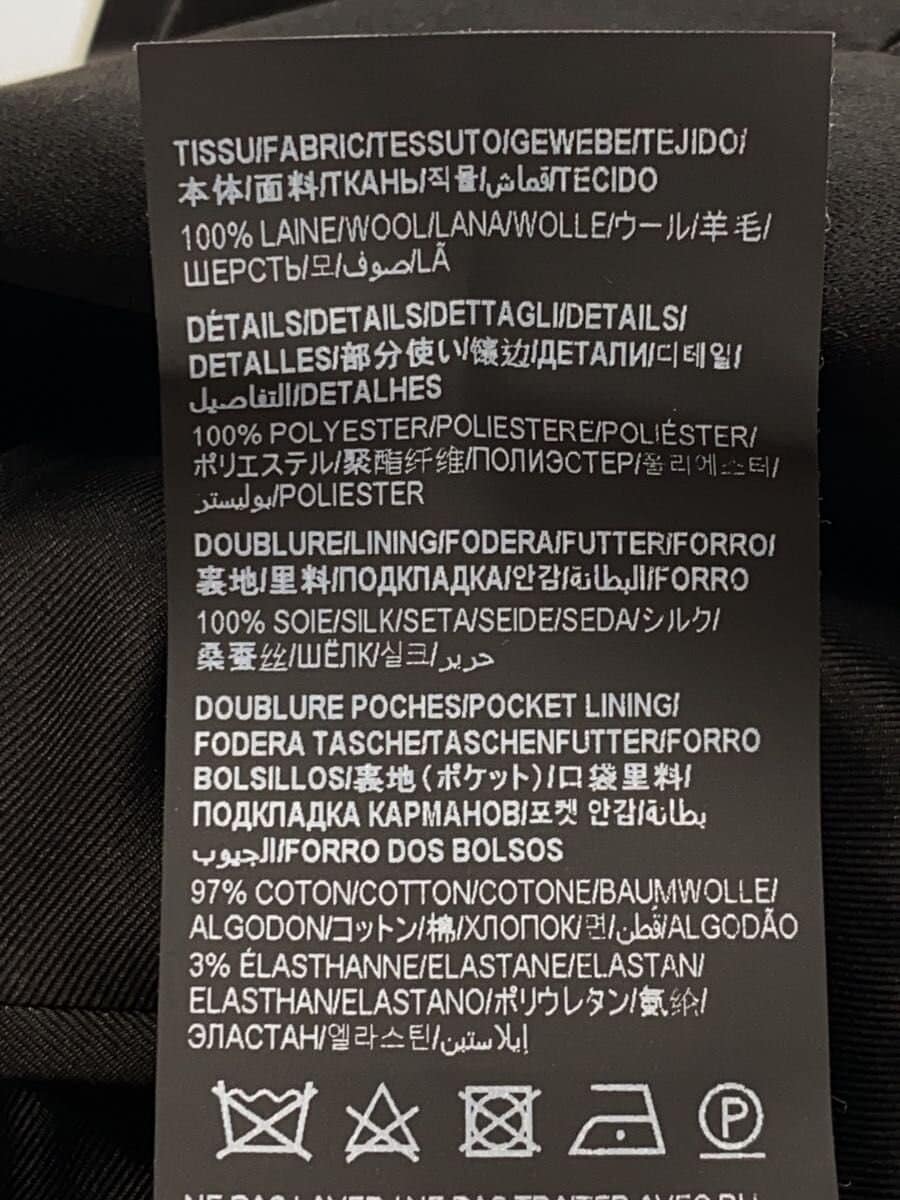 TISSU/FABRIC/TESSUTO/GEWEBE/TEJIDO/
本体/面料/ТКАНЬ/직물/قماش/TECIDO
100% LAINE/WOOL/LANA/WOLLE/ウール/羊毛/
ШЕРСТЬ/모/صوف/LÃ
DÉTAILS/DETAILS/DETTAGLI/DETAILS/
DETALLES/部分使い/镶边/ДЕТАЛИ/디테일/
التفاصيل/DETALHES
100% POLYESTER/POLIESTERE/POLIÉSTER/
ポリエステル/聚酯纤维/ПОЛИЭСТЕР/폴리에스테/
بوليستر/POLIESTER
DOUBLURE/LINING/FODERA/FUTTER/FORRO/
裏地/里料/ПОДКЛАДКА/안감/البطانة/FORRO
100% SOIE/SILK/SETA/SEIDE/SEDA/シルク/
桑蚕丝/ШЁЛК/실크/حرير
DOUBLURE POCHES/POCKET LINING/
FODERA TASCHE/TASCHENFUTTER/FORRO
BOLSILLOS/裏地(ポケット)/口袋里料/
ПОДКЛАДКА КАРМАНОВ/포켓 안감/بطانة
الجيوب/FORRO DOS BOLSOS
97% COTON/COTTON/COTONE/BAUMWOLLE/
ALGODON/コットン/棉/ХЛОПОК/면/قطن/ALGODÃO
3% ÉLASTHANNE/ELASTANE/ELASTAN/
ELASTHAN/ELASTANO/ポリウレタン/氨纶/
ЭЛАСТАН/엘라스틴/إيلاستين
P